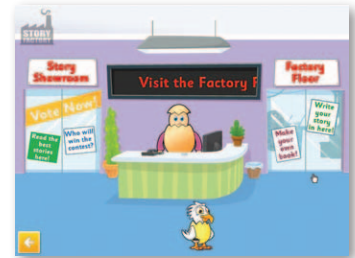 STORY
FACTORY
Story
Showroom
Visit the Factory F
Factory
Floor
Vote Now!
Read the
best
stories
here!
Who will
win the
contest?
Make
your
own
book!
Write
your
story
in here!